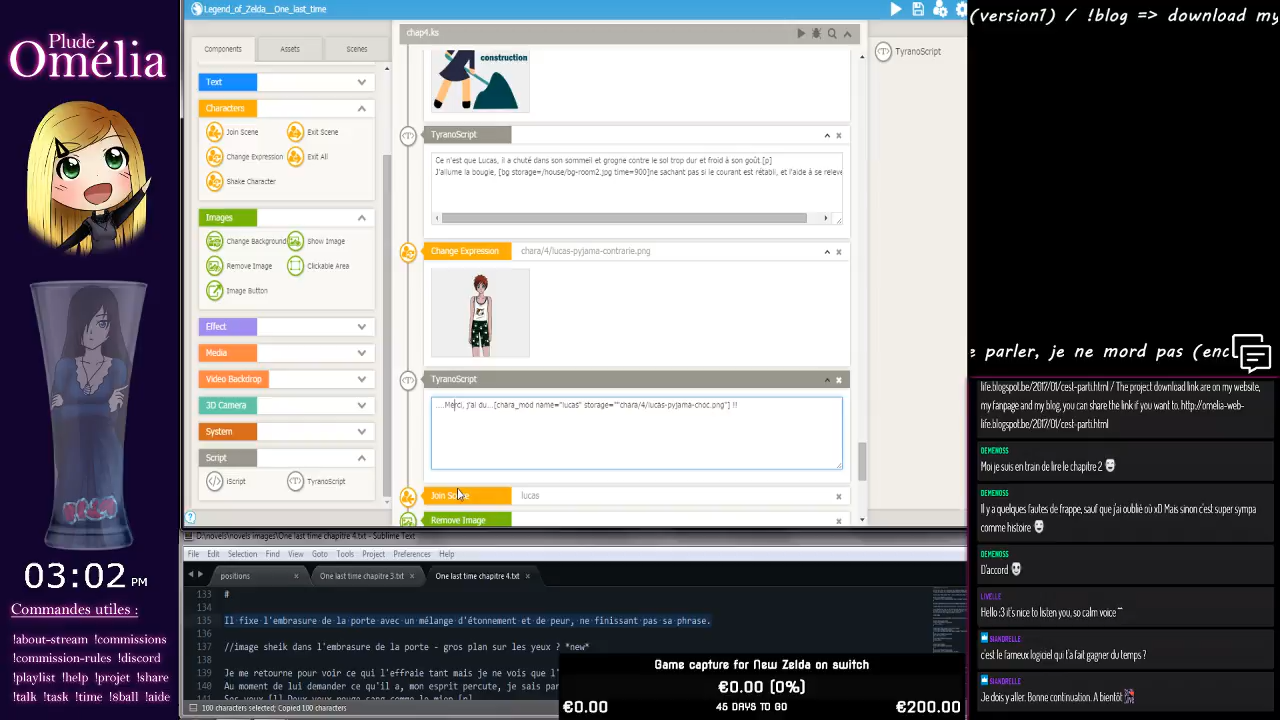 Plude
Omélia
03:02 PM
Commandes utiles :
!about-stream !commissions
!commission-rules !discord
!playlist !help !projet !share
!talk !task !time !8ball !aide
Legend_of_Zelda__One_last_time
Components Assets Scenes
Text
Characters
Join Scene Exit Scene
Change Expression Exit All
Shake Character
Images
Change Background Show Image
Remove Image Clickable Area
Image Button
Effect
Media
Video Backdrop
3D Camera
System
Script
iScript TyranoScript
chap4.ks
construction
TyranoScript
Ce n'est que Lucas, il a chuté dans son sommeil et grogne contre le sol trop dur et froid à son goût [p]
J'allume la bougie, [bg storage=/house/bg-room2.jpg time=900]ne sachant pas si le courant est rétabli, et l'aide à se releve
Change Expression chara/4/lucas-pyjama-contrarie.png
TyranoScript
....Merci, j'ai du...[chara_mod name="lucas" storage=""chara/4/lucas-pyjama-choc.png"] !!
Join Scene lucas
Remove Image
TyranoScript
D:\novels\novels images\One last time chapitre 4.txt - Sublime Text
File Edit Selection Find View Goto Tools Project Preferences Help
positions One last time chapitre 3.txt One last time chapitre 4.txt
133 #
134
135 Il fixe l'embrasure de la porte avec un mélange d'étonnement et de peur, ne finissant pas sa phrase.
136
137 //image sheik dans l'embrasure de la porte - gros plan sur les yeux ? *new*
138
139 Je me retourne pour voir ce qui l'effraie tant mais je ne vois que l'
140 Au moment de lui demander ce qu'il a, mon esprit percute, je sais par
100 characters selected; Copied 100 characters
Game capture for New Zelda on switch
€0.00 (0%)
€0.00 45 DAYS TO GO €200.00
(version1) / !blog => download my
e parler, je ne mord pas (enc
life.blogspot.be/2017/01/cest-parti.html / The project download link are on my website,
my fanpage and my blog, you can share the link if you want. http://omelia-web-
life.blogspot.be/2017/01/cest-parti.html
DEMENOSS
Moi je suis en train de lire le chapitre 2
DEMENOSS
Il y a quelques fautes de frappe, sauf que j'ai oublié où xD Mais sinon c'est super sympa
comme histoire
DEMENOSS
D'accord
LIVELLE
Hello :3 it's nice to listen you, so calm voice ^^
SIANDRELLE
c'est le fameux logiciel qui t'a fait gagner du temps ?
SIANDRELLE
Je dois y aller. Bonne continuation. A bientôt